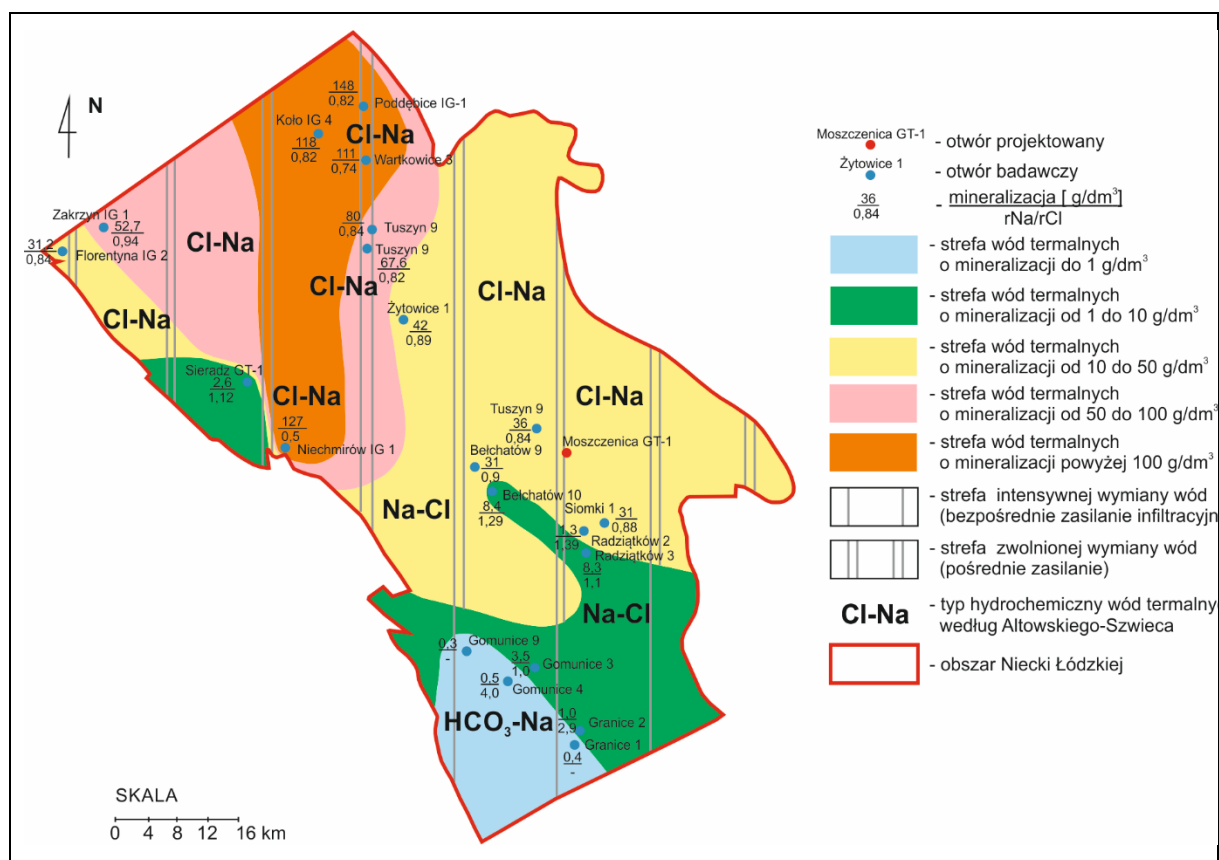 N
148
0,82
Poddębice IG-1
Koło IG 4
118
0,82
Cl-Na
111
0,74
Wartkowice 3
Zakrzyn IG 1
52,7
0,94
31,2
0,84
Florentyna IG 2
Cl-Na
80
0,84
Tuszyn 9
Tuszyn 9
67,6
0,82
Cl-Na
Cl-Na
Cl-Na
Żytowice 1
42
0,89
Sieradz GT-1
2,6
1,12
Cl-Na
Cl-Na
127
0,5
Niechmirów IG 1
Tuszyn 9
36
0,84
Moszczenica GT-1
Bełchatów 9
31
0,9
Na-Cl
Bełchatów 10
8,4
1,29
Siomki 1
31
0,88
1,3
1,39
Radziątków 2
Radziątków 3
8,3
1,1
Na-Cl
Gomunice 9
0,3
-
3,5
1,0
Gomunice 3
0,5
4,0
Gomunice 4
HCO3-Na
1,0
2,9
Granice 2
Granice 1
0,4
-
SKALA
0 4 8 12 16 km
Moszczenica GT-1
- otwór projektowany
Żytowice 1
- otwór badawczy
36
0,84
- mineralizacja [ g/dm³]
rNa/rCl
- strefa wód termalnych
o mineralizacji do 1 g/dm³
- strefa wód termalnych
o mineralizacji od 1 do 10 g/dm³
- strefa wód termalnych
o mineralizacji od 10 do 50 g/dm³
- strefa wód termalnych
o mineralizacji od 50 do 100 g/dm³
- strefa wód termalnych
o mineralizacji powyżej 100 g/dm³
- strefa intensywnej wymiany wód
(bezpośrednie zasilanie infiltracyjn
- strefa zwolnionej wymiany wód
(pośrednie zasilanie)
Cl-Na
- typ hydrochemiczny wód termalny
według Altowskiego-Szwieca
- obszar Niecki Łódzkiej